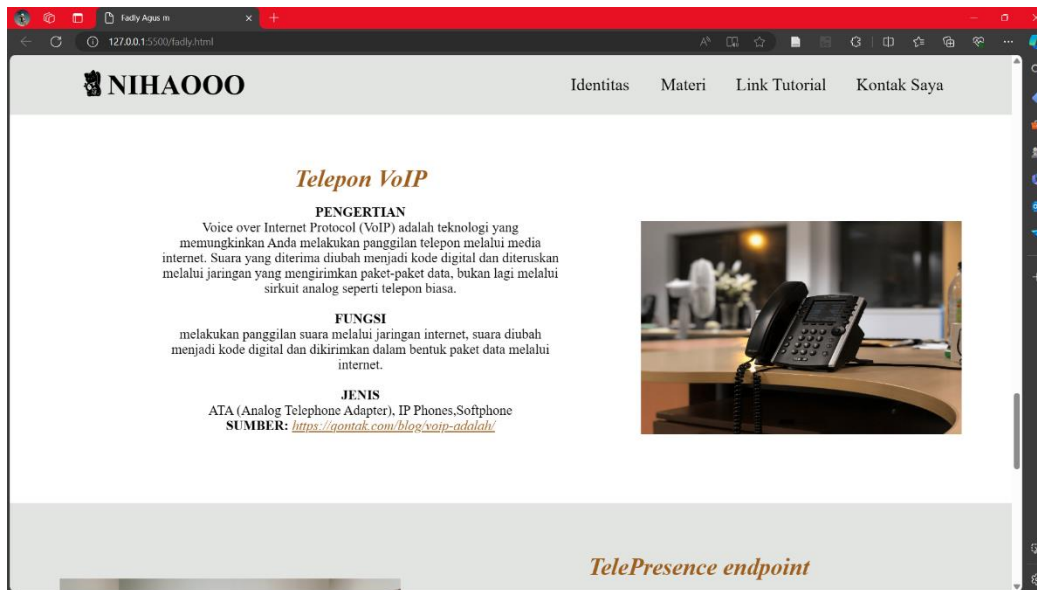 Fadly Agus m
127.0.0.1:5500/fadly.html
NIHAOOO
Identitas Materi Link Tutorial Kontak Saya
Telepon VoIP
PENGERTIAN
Voice over Internet Protocol (VoIP) adalah teknologi yang
memungkinkan Anda melakukan panggilan telepon melalui media
internet. Suara yang diterima diubah menjadi kode digital dan diteruskan
melalui jaringan yang mengirimkan paket-paket data, bukan lagi melalui
sirkuit analog seperti telepon biasa.
FUNGSI
melakukan panggilan suara melalui jaringan internet, suara diubah
menjadi kode digital dan dikirimkan dalam bentuk paket data melalui
internet.
JENIS
ATA (Analog Telephone Adapter), IP Phones,Softphone
SUMBER: https://qontak.com/blog/voip-adalah/
TelePresence endpoint